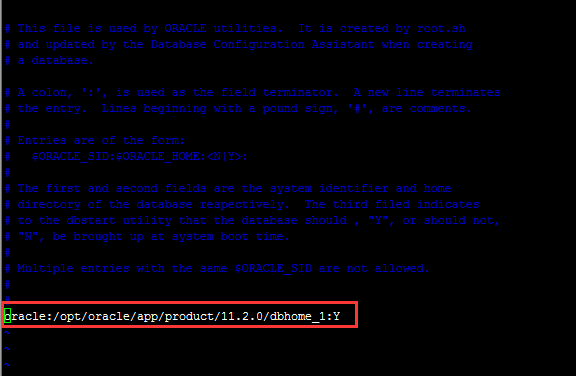 # This file is used by ORACLE utilities.  It is created by root.sh
# and updated by the Database Configuration Assistant when creating
# a database.
# A colon, ':', is used as the field terminator.  A new line terminates
# the entry.  Lines beginning with a pound sign, '#', are comments.
#
# Entries are of the form:
#   $ORACLE_SID:$ORACLE_HOME:<N|Y>:
#
# The first and second fields are the system identifier and home
# directory of the database respectively.  The third filed indicates
# to the dbstart utility that the database should , "Y", or should not,
# "N", be brought up at system boot time.
#
# Multiple entries with the same $ORACLE_SID are not allowed.
#
#
oracle:/opt/oracle/app/product/11.2.0/dbhome_1:Y
~
~
~